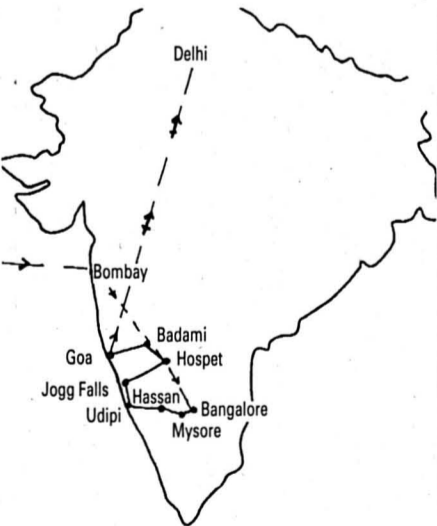 Delhi
Bombay
Badami
Goa
Hospet
Jogg Falls
Hassan
Udipi
Bangalore
Mysore